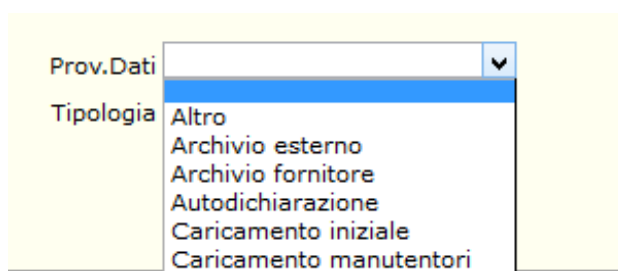 Prov.Dati
Tipologia
Altro
Archivio esterno
Archivio fornitore
Autodichiarazione
Caricamento iniziale
Caricamento manutentori